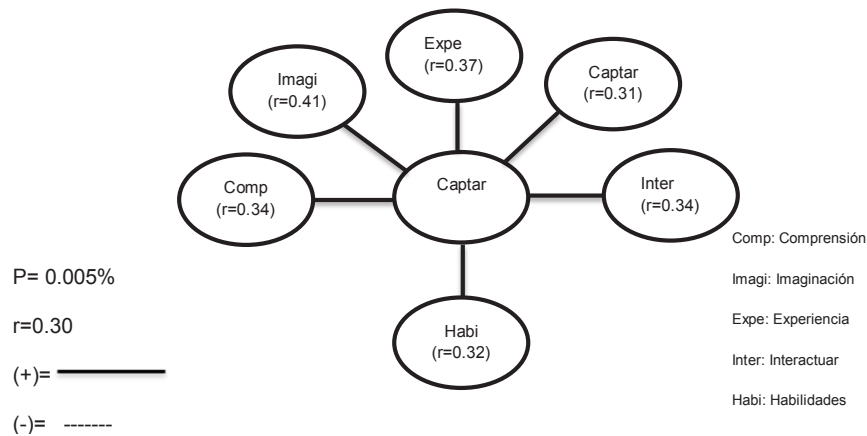 Expe
(r=0.37)
Imagi
(r=0.41)
Captar
(r=0.31)
Comp
(r=0.34)
Captar
Inter
(r=0.34)
Habi
(r=0.32)
P= 0.005%
r=0.30
(+)=
(-)= -------
Comp: Comprensión
Imagi: Imaginación
Expe: Experiencia
Inter: Interactuar
Habi: Habilidades